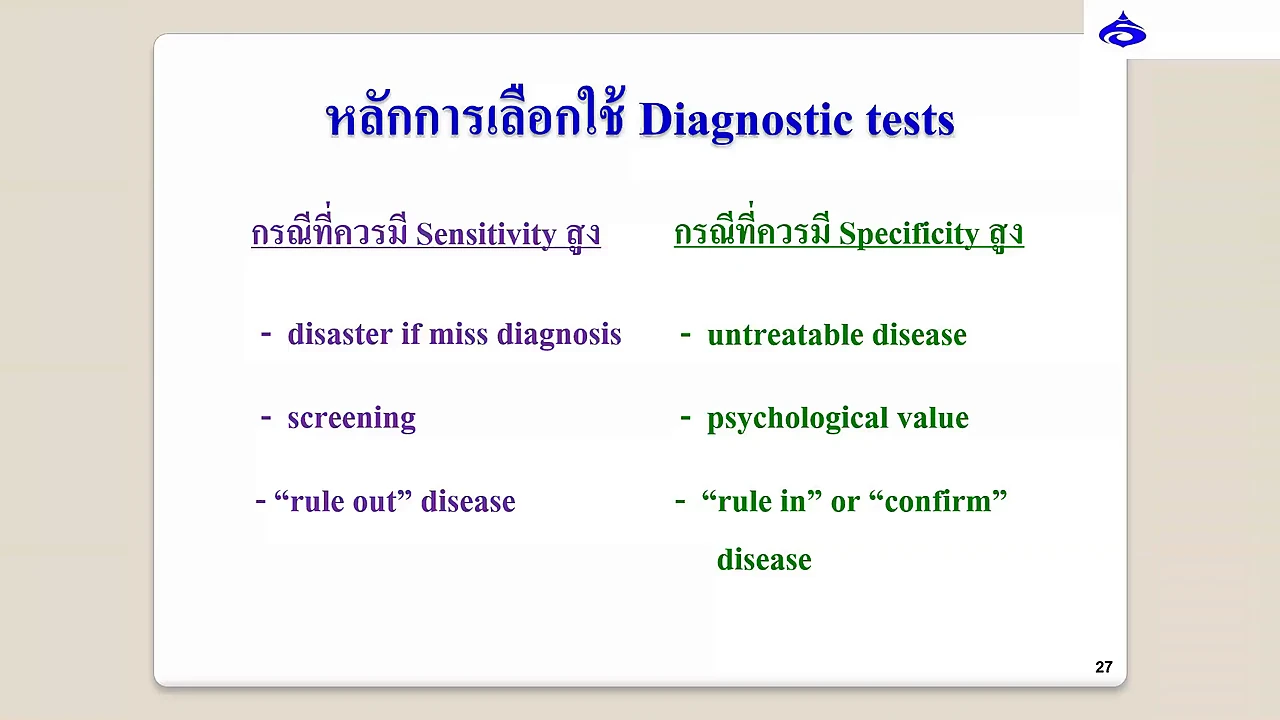 หลักการเลือกใช้ Diagnostic tests
กรณีที่ควรมี Sensitivity สูง
- disaster if miss diagnosis
- screening
- “rule out” disease
กรณีที่ควรมี Specificity สูง
- untreatable disease
- psychological value
- “rule in” or “confirm”
disease
27